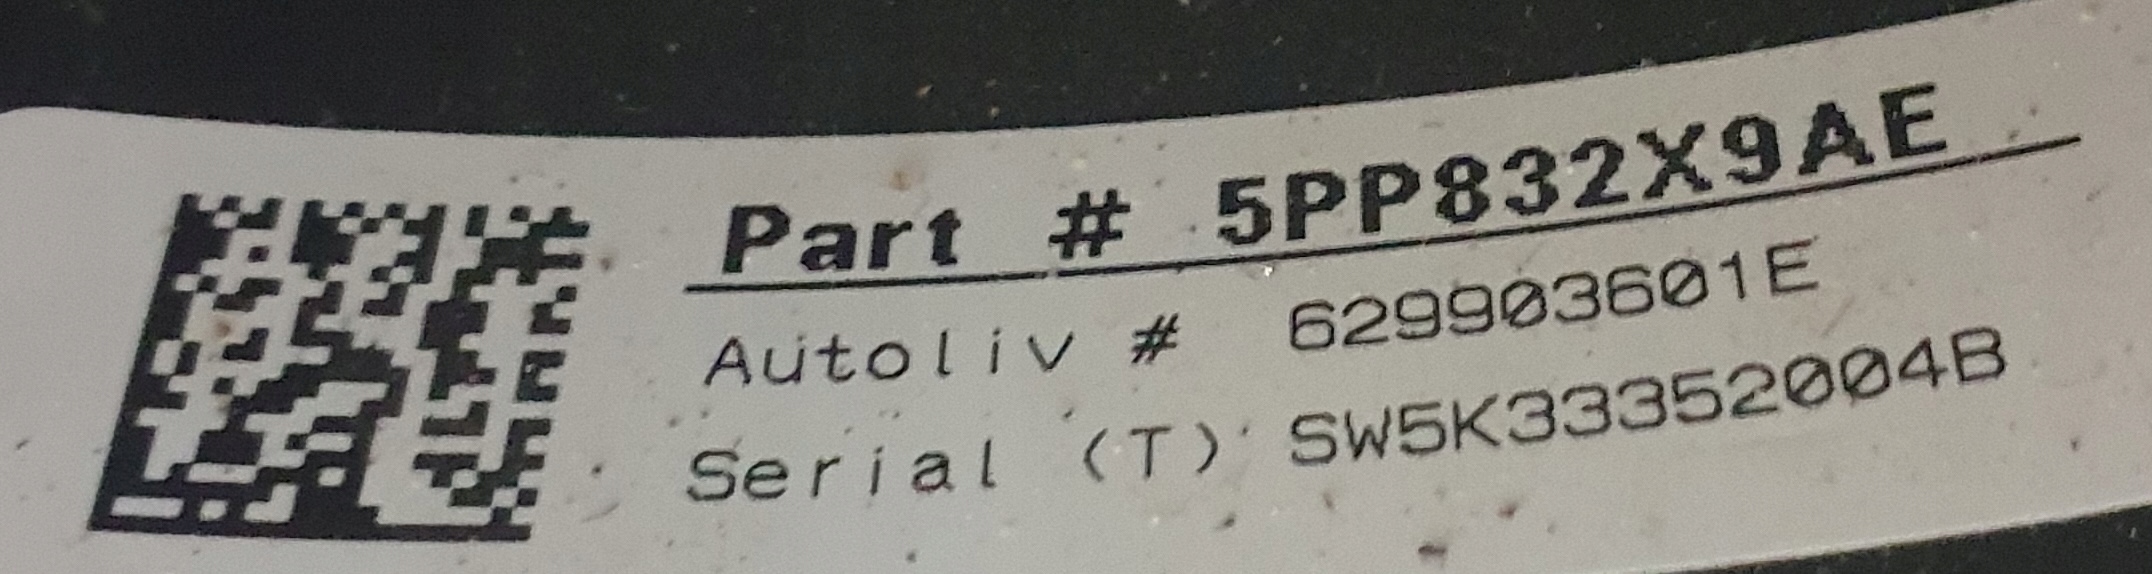 Part # 5PP832X9AE
Autoliv # 629903601E
Serial (T) SW5K33352004B